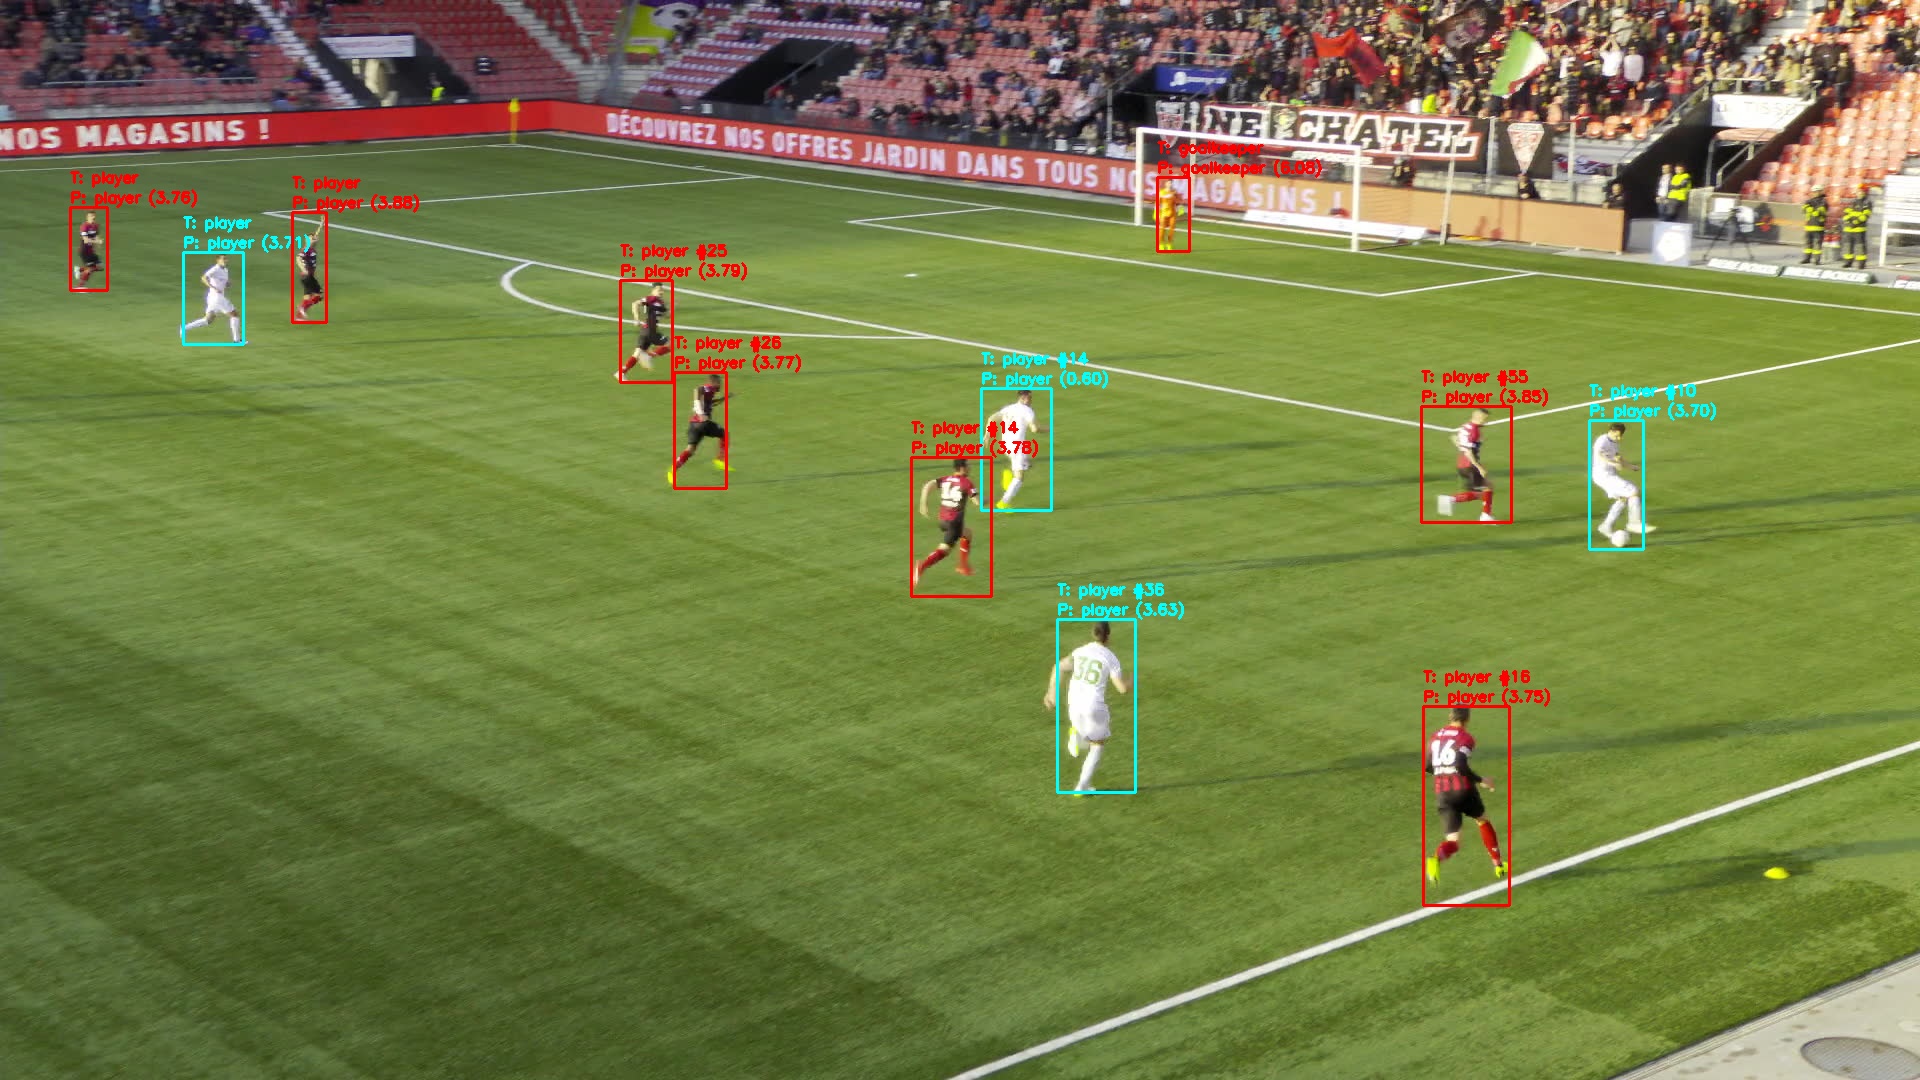 NOS MAGASINS !
DÉCOUVREZ NOS OFFRES JARDIN DANS TOUS NOS MAGASINS !
T: goalkeeper
P: goalkeeper (6.08)
T: player
P: player (3.76)
T: player
P: player (3.88)
T: player
P: player (3.71)
T: player #25
P: player (3.79)
T: player #26
P: player (3.77)
T: player #14
P: player (0.60)
T: player #55
P: player (3.85)
T: player #10
P: player (3.70)
T: player #14
P: player (3.78)
14
T: player #36
P: player (3.63)
36
T: player #16
P: player (3.75)
16